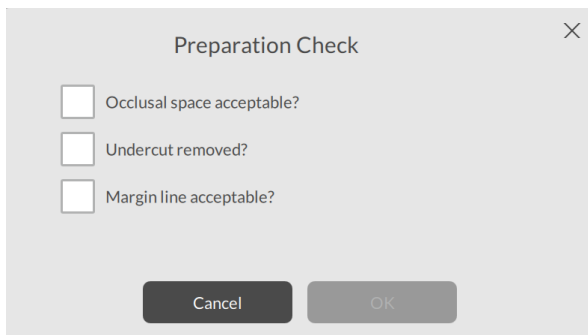 Preparation Check
Occlusal space acceptable?
Undercut removed?
Margin line acceptable?
Cancel
OK